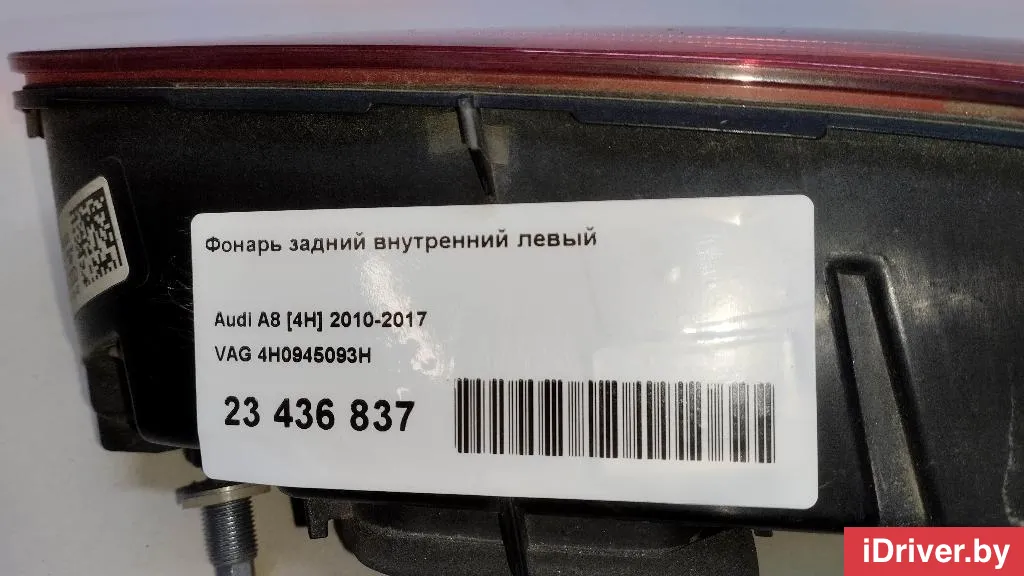 Фонарь задний внутренний левый
Audi A8 [4H] 2010-2017
VAG 4H0945093H
23 436 837
iDriver.by